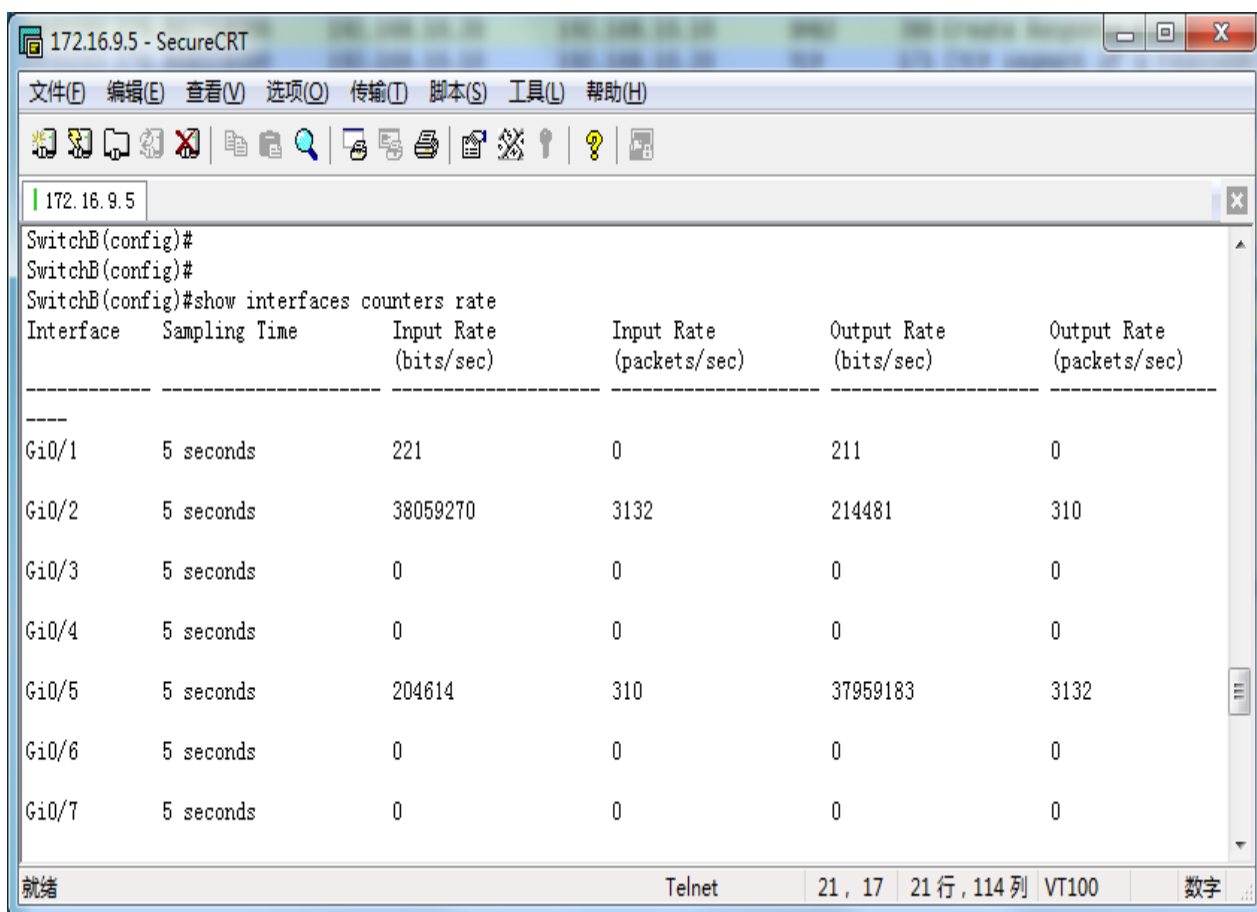 172.16.9.5 - SecureCRT
文件(F) 编辑(E) 查看(V) 选项(O) 传输(T) 脚本(S) 工具(L) 帮助(H)
172.16.9.5
SwitchB(config)#
SwitchB(config)#
SwitchB(config)#show interfaces counters rate
Interface Sampling Time Input Rate Input Rate Output Rate Output Rate
(bits/sec) (packets/sec) (bits/sec) (packets/sec)
------------ -------------------- -------------------- -------------------- -------------------- ----------------
----
Gi0/1 5 seconds 221 0 211 0
Gi0/2 5 seconds 38059270 3132 214481 310
Gi0/3 5 seconds 0 0 0 0
Gi0/4 5 seconds 0 0 0 0
Gi0/5 5 seconds 204614 310 37959183 3132
Gi0/6 5 seconds 0 0 0 0
Gi0/7 5 seconds 0 0 0 0
就绪 Telnet 21, 17 21行, 114列 VT100 数字